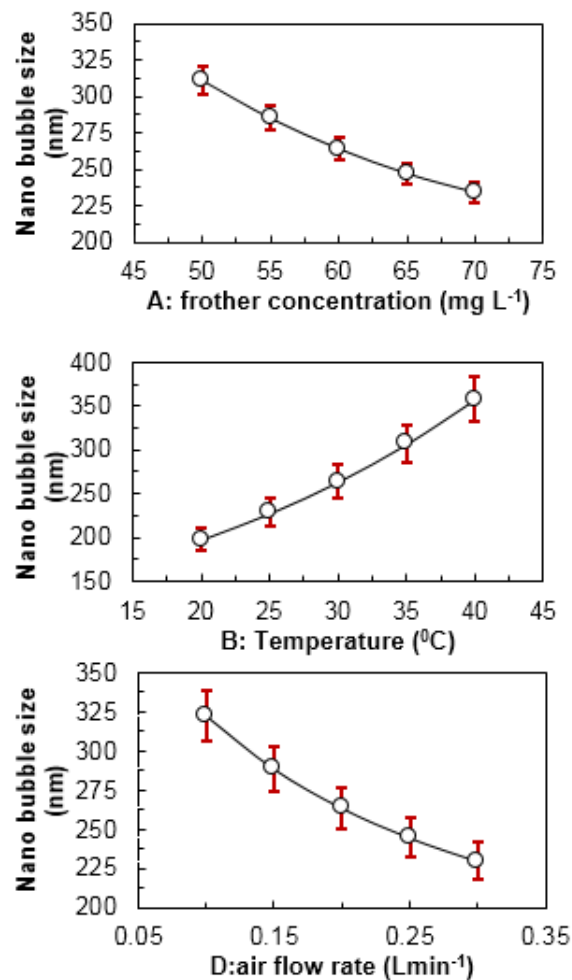 Nano bubble size
(nm)
350
325
300
275
250
225
200
45 50 55 60 65 70 75
A: frother concentration (mg L⁻¹)
Nano bubble size
(nm)
400
350
300
250
200
150
15 20 25 30 35 40 45
B: Temperature (⁰C)
Nano bubble size
(nm)
350
325
300
275
250
225
200
0.05 0.15 0.25 0.35
D:air flow rate (Lmin⁻¹)